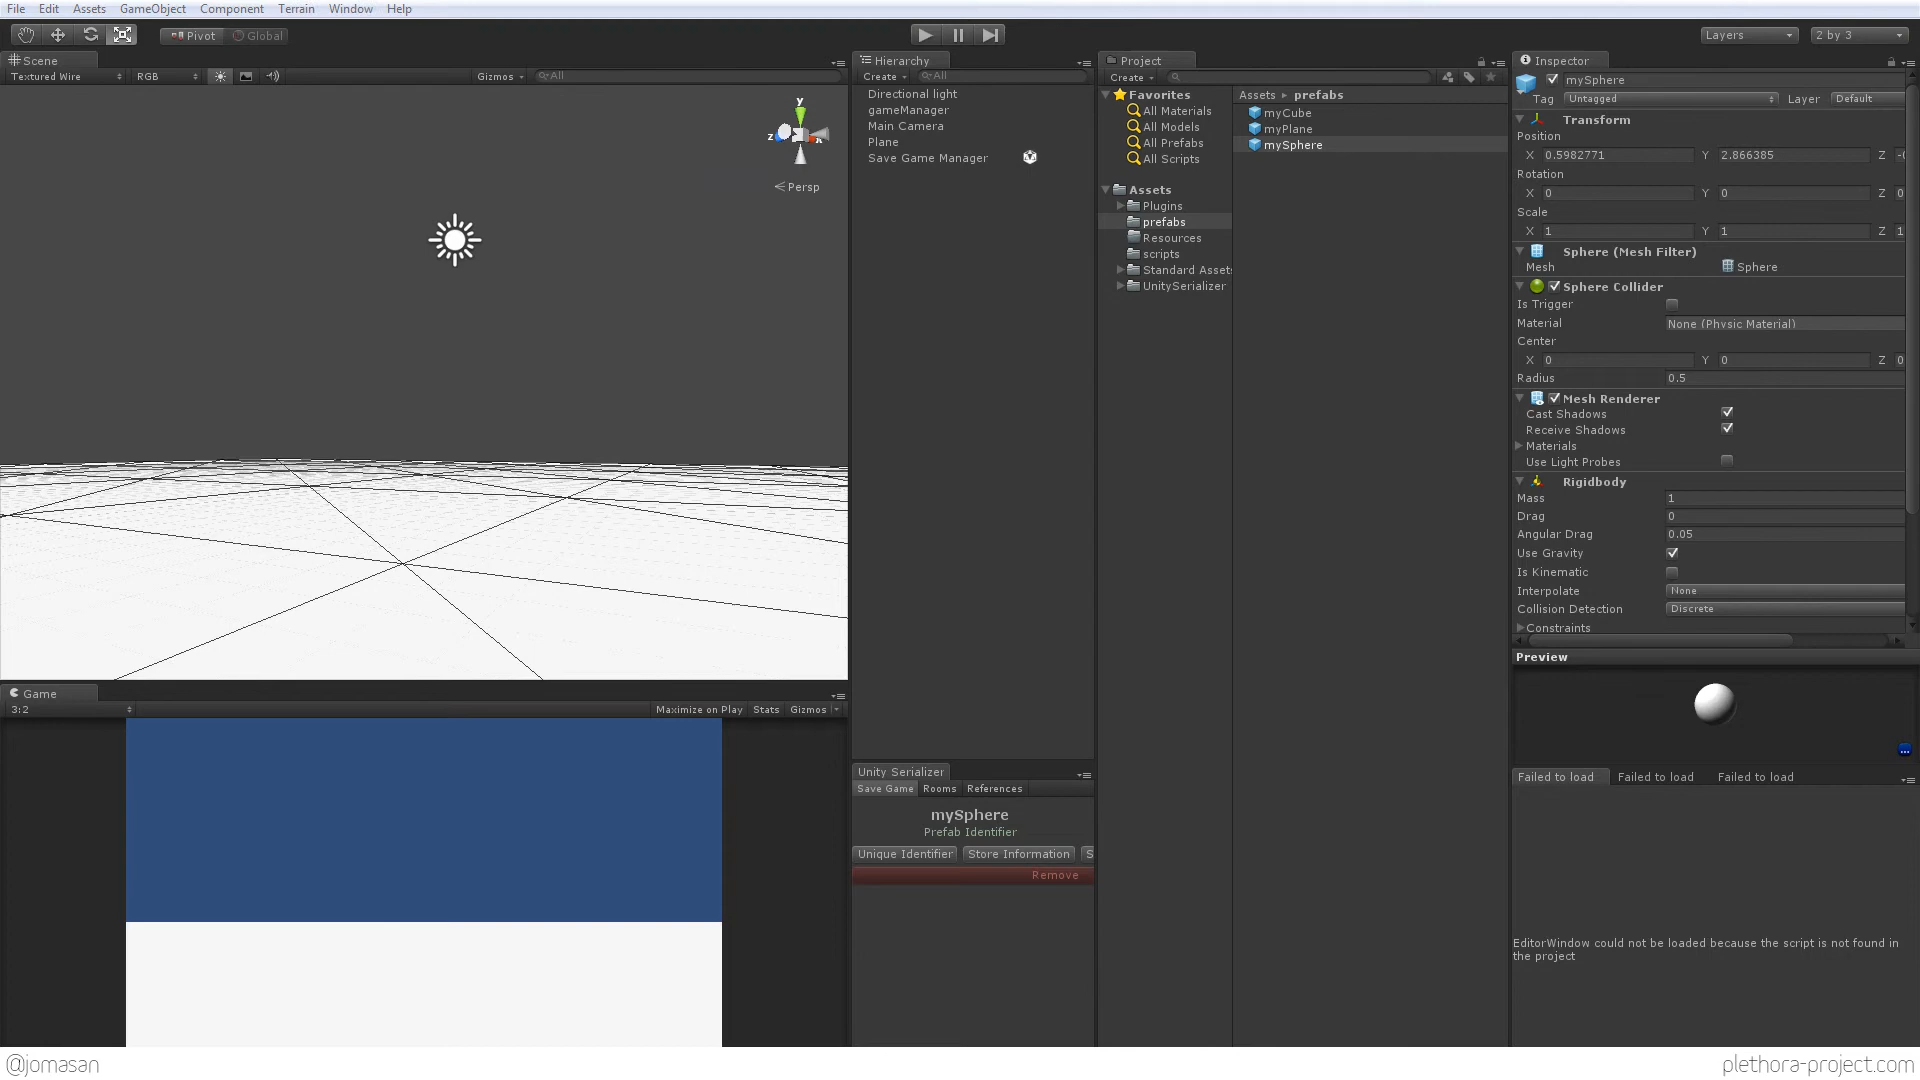 File Edit Assets GameObject Component Terrain Window Help
Pivot Global
Layers 2 by 3
Scene
Textured Wire RGB Gizmos All
y
z x
Persp
Game
3:2 Maximize on Play Stats Gizmos
Hierarchy
Create All
Directional light
gameManager
Main Camera
Plane
Save Game Manager
Unity Serializer
Save Game Rooms References
mySphere
Prefab Identifier
Unique Identifier Store Information S
Remove
Project
Create
Favorites
All Materials
All Models
All Prefabs
All Scripts
Assets
Plugins
prefabs
Resources
scripts
Standard Assets
UnitySerializer
Assets prefabs
myCube
myPlane
mySphere
Inspector
mySphere
Tag Untagged Layer Default
Transform
Position
X 0.5982771 Y 2.866385 Z -0
Rotation
X 0 Y 0 Z 0
Scale
X 1 Y 1 Z 1
Sphere (Mesh Filter)
Mesh Sphere
Sphere Collider
Is Trigger
Material None (Physic Material)
Center
X 0 Y 0 Z 0
Radius 0.5
Mesh Renderer
Cast Shadows
Receive Shadows
Materials
Use Light Probes
Rigidbody
Mass 1
Drag 0
Angular Drag 0.05
Use Gravity
Is Kinematic
Interpolate None
Collision Detection Discrete
Constraints
Preview
Failed to load Failed to load Failed to load
EditorWindow could not be loaded because the script is not found in
the project
@jomasan
plethora-project.com